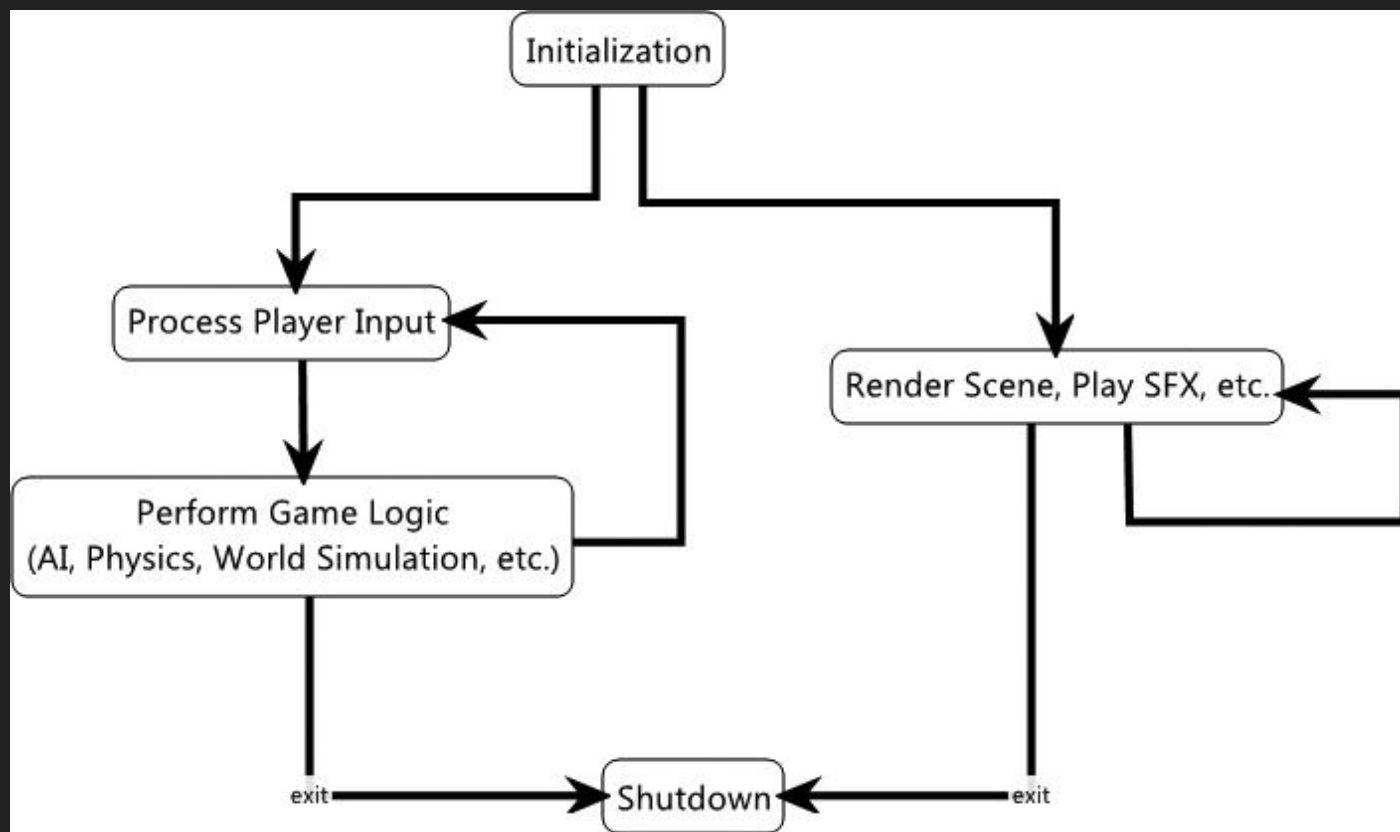 Initialization
Process Player Input
Render Scene, Play SFX, etc.
Perform Game Logic
(AI, Physics, World Simulation, etc.)
exit
Shutdown
exit